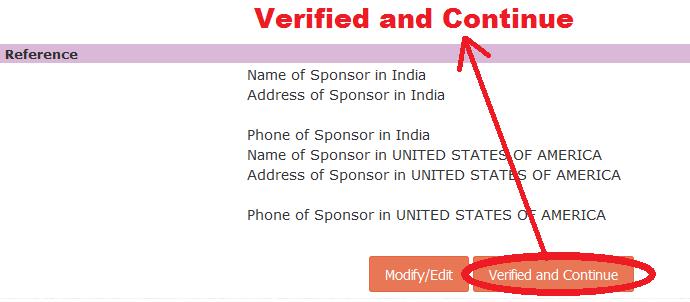 Verified and Continue
Reference
Name of Sponsor in India
Address of Sponsor in India
Phone of Sponsor in India
Name of Sponsor in UNITED STATES OF AMERICA
Address of Sponsor in UNITED STATES OF AMERICA
Phone of Sponsor in UNITED STATES OF AMERICA
Modify/Edit Verified and Continue